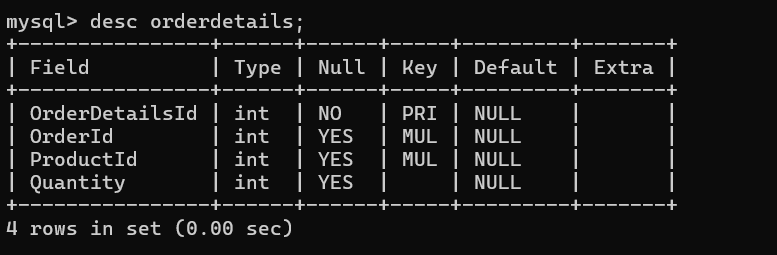 mysql> desc orderdetails;
+----------------+------+------+-----+---------+-------+
| Field          | Type | Null | Key | Default | Extra |
+----------------+------+------+-----+---------+-------+
| OrderDetailsId | int  | NO   | PRI | NULL    |       |
| OrderId        | int  | YES  | MUL | NULL    |       |
| ProductId      | int  | YES  | MUL | NULL    |       |
| Quantity       | int  | YES  |     | NULL    |       |
+----------------+------+------+-----+---------+-------+
4 rows in set (0.00 sec)